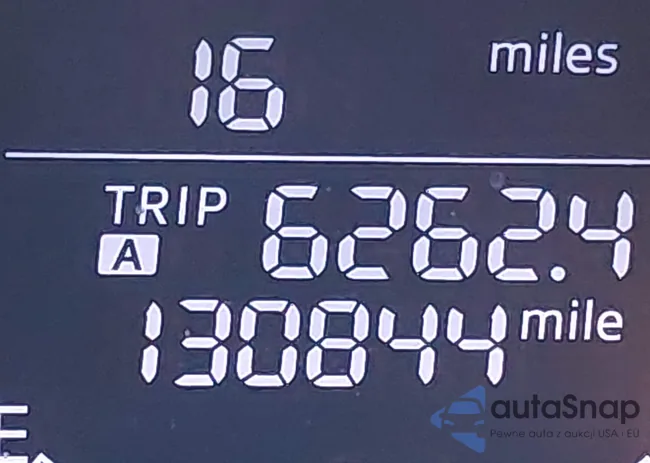 16 miles
TRIP A 6262.4
130844 mile
E
autaSnap
Pewne auta z aukcji USA i EU